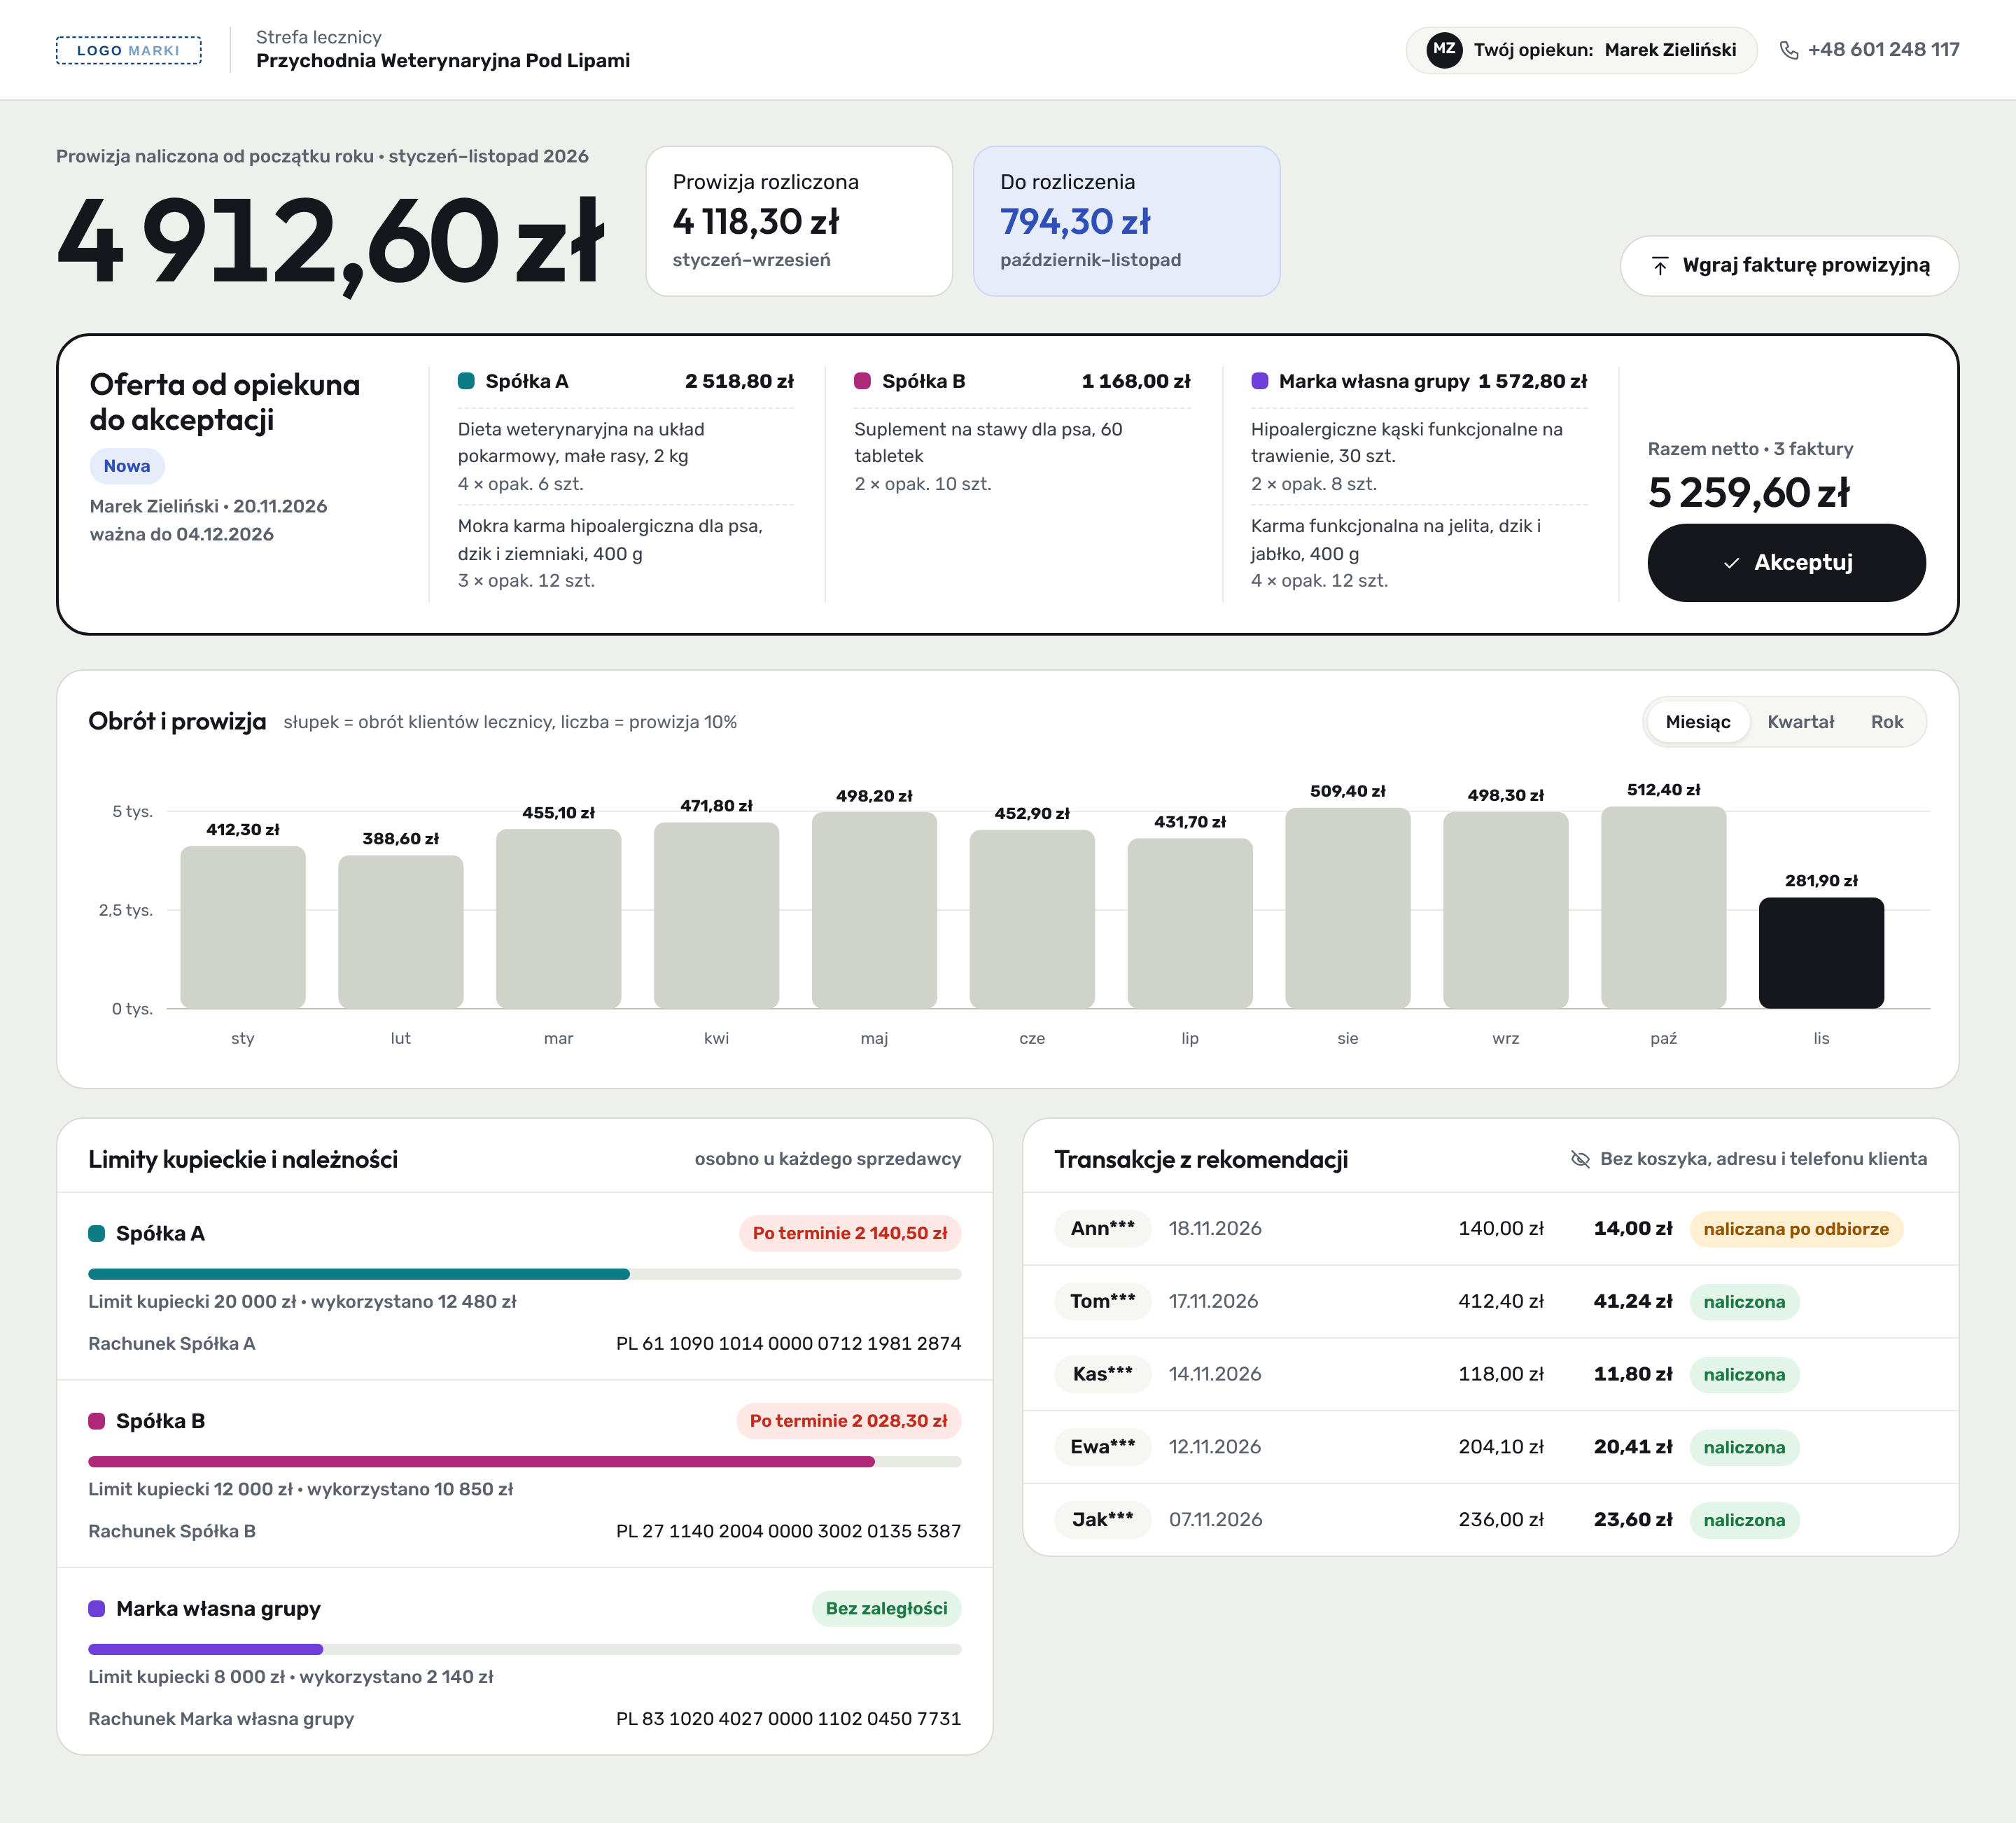 LOGO MARKI
Strefa lecznicy
Przychodnia Weterynaryjna Pod Lipami
MZ Twój opiekun: Marek Zieliński
+48 601 248 117
Prowizja naliczona od początku roku • styczeń–listopad 2026
4 912,60 zł
Prowizja rozliczona
4 118,30 zł
styczeń–wrzesień
Do rozliczenia
794,30 zł
październik–listopad
Wgraj fakturę prowizyjną
Oferta od opiekuna
do akceptacji
Nowa
Marek Zieliński • 20.11.2026
ważna do 04.12.2026
Spółka A 2 518,80 zł
Dieta weterynaryjna na układ
pokarmowy, małe rasy, 2 kg
4 × opak. 6 szt.
Mokra karma hipoalergiczna dla psa,
dzik i ziemniaki, 400 g
3 × opak. 12 szt.
Spółka B 1 168,00 zł
Suplement na stawy dla psa, 60
tabletek
2 × opak. 10 szt.
Marka własna grupy 1 572,80 zł
Hipoalergiczne kąski funkcjonalne na
trawienie, 30 szt.
2 × opak. 8 szt.
Karma funkcjonalna na jelita, dzik i
jabłko, 400 g
4 × opak. 12 szt.
Razem netto • 3 faktury
5 259,60 zł
Akceptuj
Obrót i prowizja słupek = obrót klientów lecznicy, liczba = prowizja 10%
Miesiąc Kwartał Rok
5 tys.
2,5 tys.
0 tys.
412,30 zł 388,60 zł 455,10 zł 471,80 zł 498,20 zł 452,90 zł 431,70 zł 509,40 zł 498,30 zł 512,40 zł 281,90 zł
sty lut mar kwi maj cze lip sie wrz paź lis
Limity kupieckie i należności osobno u każdego sprzedawcy
Spółka A Po terminie 2 140,50 zł
Limit kupiecki 20 000 zł • wykorzystano 12 480 zł
Rachunek Spółka A PL 61 1090 1014 0000 0712 1981 2874
Spółka B Po terminie 2 028,30 zł
Limit kupiecki 12 000 zł • wykorzystano 10 850 zł
Rachunek Spółka B PL 27 1140 2004 0000 3002 0135 5387
Marka własna grupy Bez zaległości
Limit kupiecki 8 000 zł • wykorzystano 2 140 zł
Rachunek Marka własna grupy PL 83 1020 4027 0000 1102 0450 7731
Transakcje z rekomendacji Bez koszyka, adresu i telefonu klienta
Ann*** 18.11.2026 140,00 zł 14,00 zł naliczana po odbiorze
Tom*** 17.11.2026 412,40 zł 41,24 zł naliczona
Kas*** 14.11.2026 118,00 zł 11,80 zł naliczona
Ewa*** 12.11.2026 204,10 zł 20,41 zł naliczona
Jak*** 07.11.2026 236,00 zł 23,60 zł naliczona